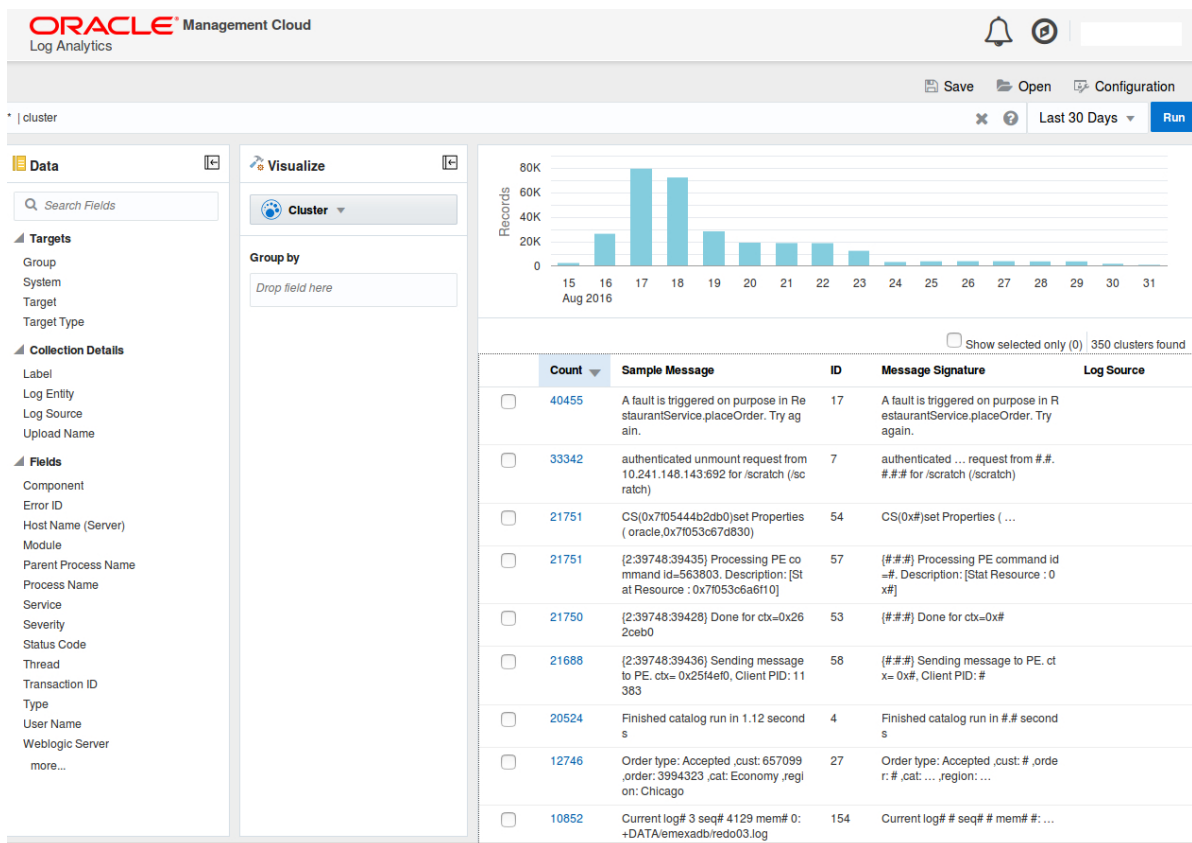 ORACLE® Management Cloud
Log Analytics
Save Open Configuration
* | cluster
Last 30 Days Run
Data
Search Fields
Targets
Group
System
Target
Target Type
Collection Details
Label
Log Entity
Log Source
Upload Name
Fields
Component
Error ID
Host Name (Server)
Module
Parent Process Name
Process Name
Service
Severity
Status Code
Thread
Transaction ID
Type
User Name
Weblogic Server
more...
Visualize
Cluster
Group by
Drop field here
Records
80K
60K
40K
20K
0
15 16 17 18 19 20 21 22 23 24 25 26 27 28 29 30 31
Aug 2016
Show selected only (0) 350 clusters found
Count Sample Message ID Message Signature Log Source
40455 A fault is triggered on purpose in Re 17 A fault is triggered on purpose in R
staurantService.placeOrder. Try ag estaurantService.placeOrder. Try
ain. again.
33342 authenticated unmount request from 7 authenticated … request from #.#.
10.241.148.143:692 for /scratch (/sc #.#:# for /scratch (/scratch)
ratch)
21751 CS(0x7f05444b2db0)set Properties 54 CS(0x#)set Properties ( …
( oracle,0x7f053c67d830)
21751 {2:39748:39435} Processing PE co 57 {#:#:#} Processing PE command id
mmand id=563803. Description: [St =#. Description: [Stat Resource : 0
at Resource : 0x7f053c6a6f10] x#]
21750 {2:39748:39428} Done for ctx=0x26 53 {#:#:#} Done for ctx=0x#
2ceb0
21688 {2:39748:39436} Sending message 58 {#:#:#} Sending message to PE. ct
to PE. ctx= 0x25f4ef0, Client PID: 11 x= 0x#, Client PID: #
383
20524 Finished catalog run in 1.12 second 4 Finished catalog run in #.# second
s s
12746 Order type: Accepted ,cust: 657099 27 Order type: Accepted ,cust: # ,orde
,order: 3994323 ,cat: Economy ,regi r: # ,cat: … ,region: …
on: Chicago
10852 Current log# 3 seq# 4129 mem# 0: 154 Current log# # seq# # mem# #: …
+DATA/emexadb/redo03.log